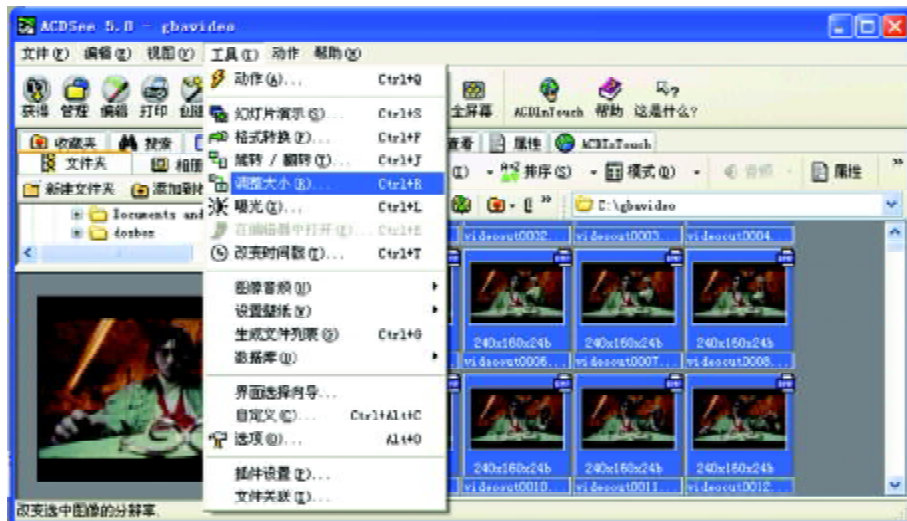 ACDSee 5.0 - gbavideo
文件(F) 编辑(E) 视图(V) 工具(T) 动作 帮助(H)
获得 管理 编辑 打印 创建 全屏幕 ACDInTouch 帮助 这是什么?
收藏夹 搜索 查看 属性 ACDInTouch
文件夹 相册
排序(S) 模式(M) 音频 属性
新建文件夹 添加到
C:\gbavideo
Documents and
dosbox
动作(A)... Ctrl+Q
幻灯片演示(S)... Ctrl+S
格式转换(F)... Ctrl+F
旋转 / 翻转(T)... Ctrl+J
调整大小(R)... Ctrl+R
曝光(X)... Ctrl+L
在编辑器中打开(E)... Ctrl+E
改变时间戳(T)... Ctrl+T
图像音频(U)
设置壁纸(W)
生成文件列表(G) Ctrl+G
数据库(D)
界面选择向导...
自定义(C)... Ctrl+Alt+C
选项(O)... Alt+O
插件设置(P)...
文件关联(I)...
videocut0002... videocut0003... videocut0004...
240x160x24b 240x160x24b 240x160x24b
videocut0006... videocut0007... videocut0008...
240x160x24b 240x160x24b 240x160x24b
videocut0010... videocut0011... videocut0012...
改变选中图像的分辨率.